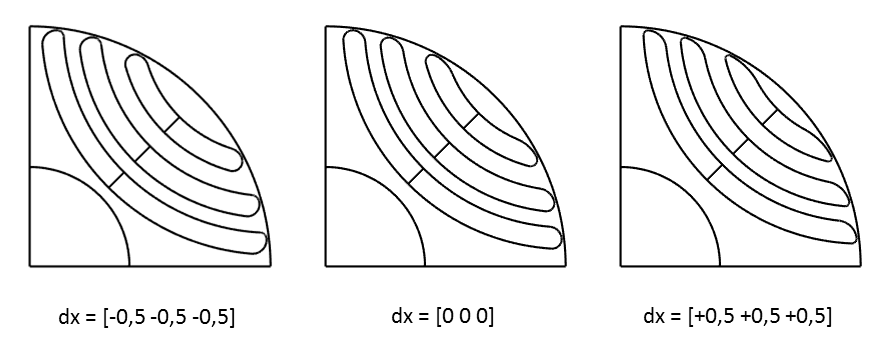 dx = [-0,5 -0,5 -0,5]
dx = [0 0 0]
dx = [+0,5 +0,5 +0,5]